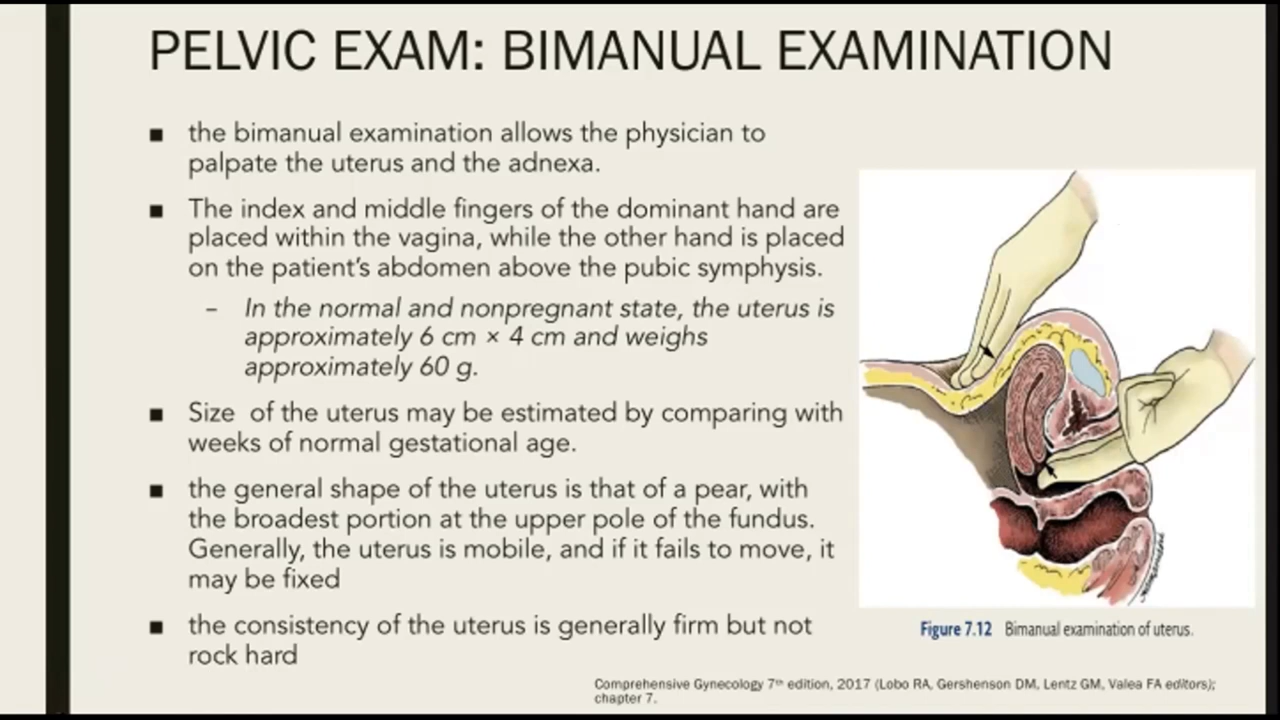 PELVIC EXAM: BIMANUAL EXAMINATION
■ the bimanual examination allows the physician to
palpate the uterus and the adnexa.
■ The index and middle fingers of the dominant hand are
placed within the vagina, while the other hand is placed
on the patient's abdomen above the pubic symphysis.
– In the normal and nonpregnant state, the uterus is
approximately 6 cm × 4 cm and weighs
approximately 60 g.
■ Size of the uterus may be estimated by comparing with
weeks of normal gestational age.
■ the general shape of the uterus is that of a pear, with
the broadest portion at the upper pole of the fundus.
Generally, the uterus is mobile, and if it fails to move, it
may be fixed
■ the consistency of the uterus is generally firm but not
rock hard
Figure 7.12 Bimanual examination of uterus.
Comprehensive Gynecology 7th edition, 2017 (Lobo RA, Gershenson DM, Lentz GM, Valea FA editors);
chapter 7.